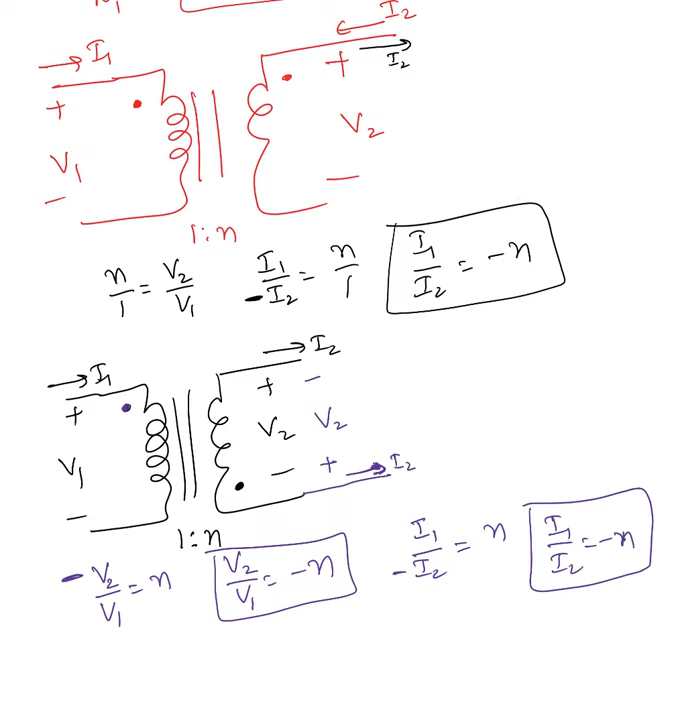 I₂
I₁
I₂
+
+
V₁
V₂
−
−
1:n
n/1 = V₂/V₁ I₁/-I₂ = n/1 I₁/I₂ = -n
I₂
I₁
+ −
+
V₂ V₂
V₁
− + I₂
−
1:n
-V₂/V₁ = n V₂/V₁ = -n I₁/-I₂ = n I₁/I₂ = -n